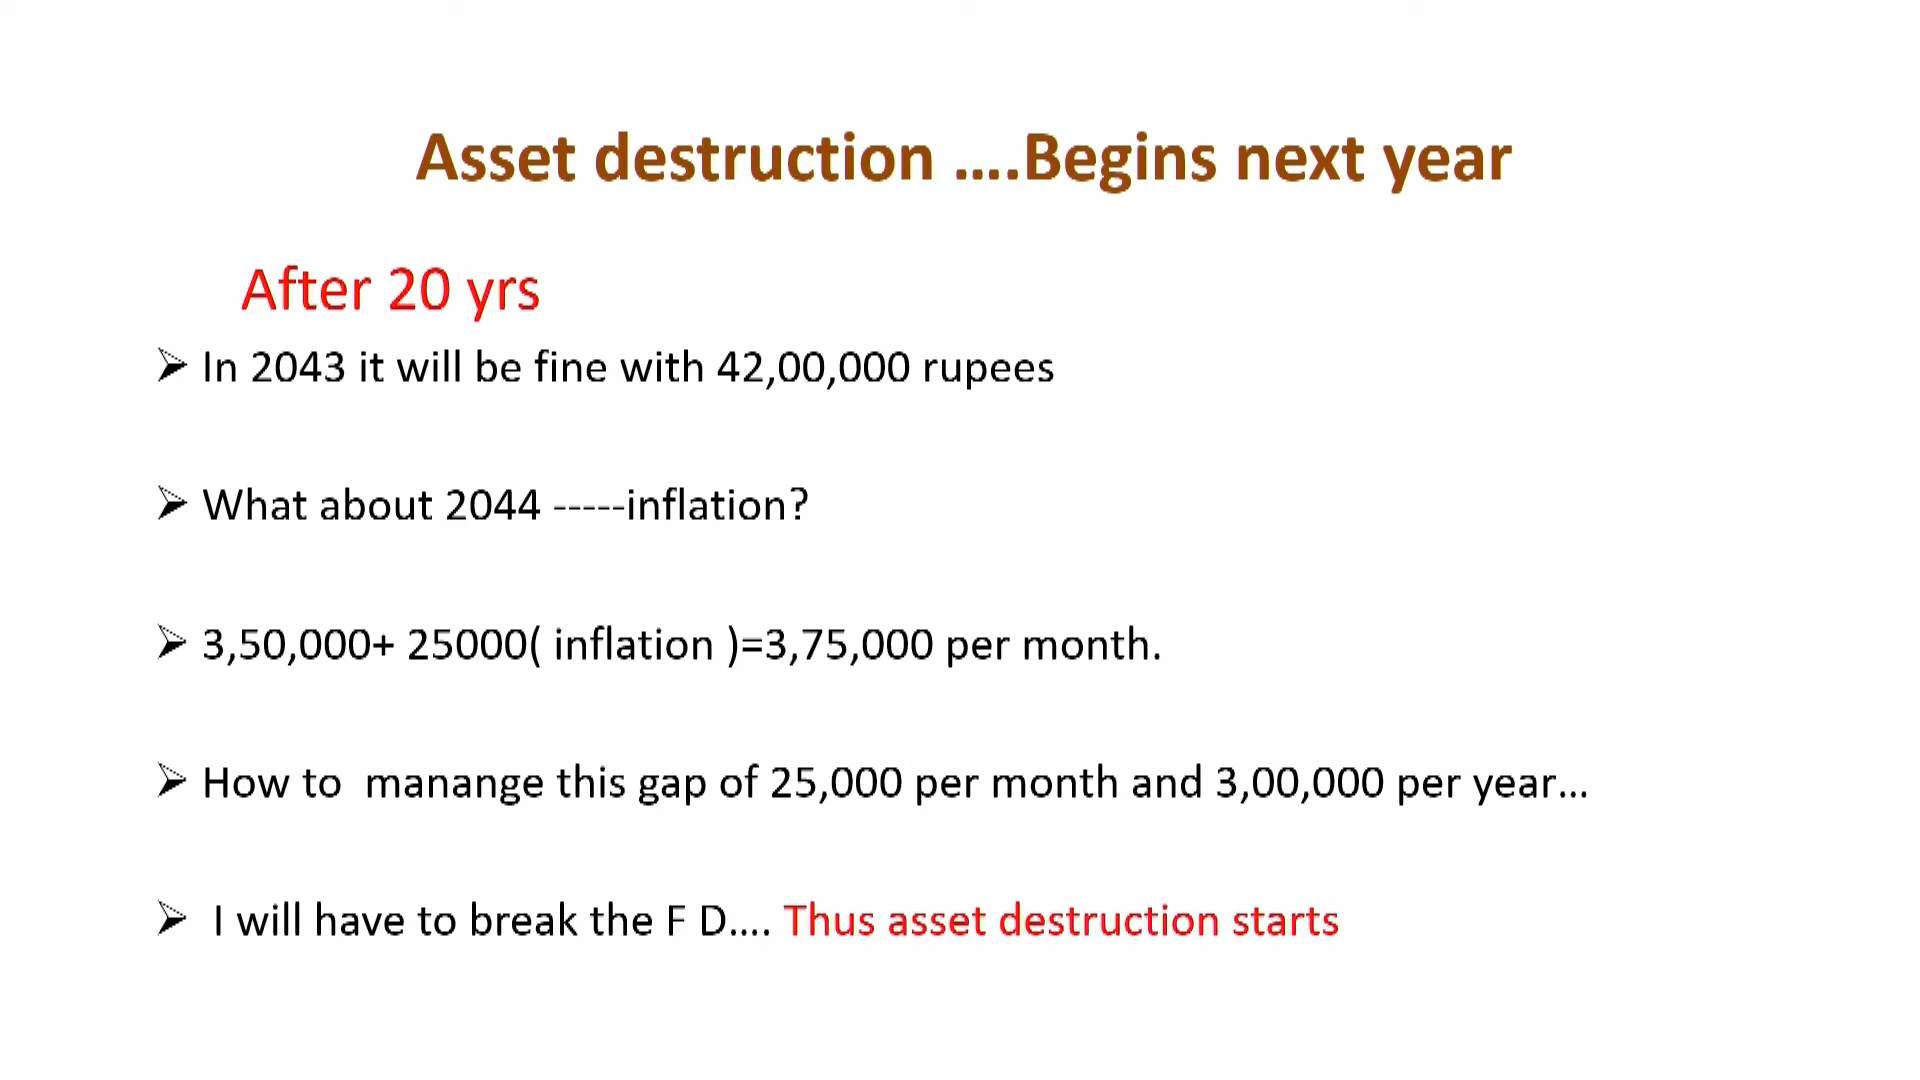 Asset destruction ....Begins next year
After 20 yrs
➢ In 2043 it will be fine with 42,00,000 rupees
➢ What about 2044 -----inflation?
➢ 3,50,000+ 25000( inflation )=3,75,000 per month.
➢ How to  manange this gap of 25,000 per month and 3,00,000 per year...
➢ I will have to break the F D.... Thus asset destruction starts